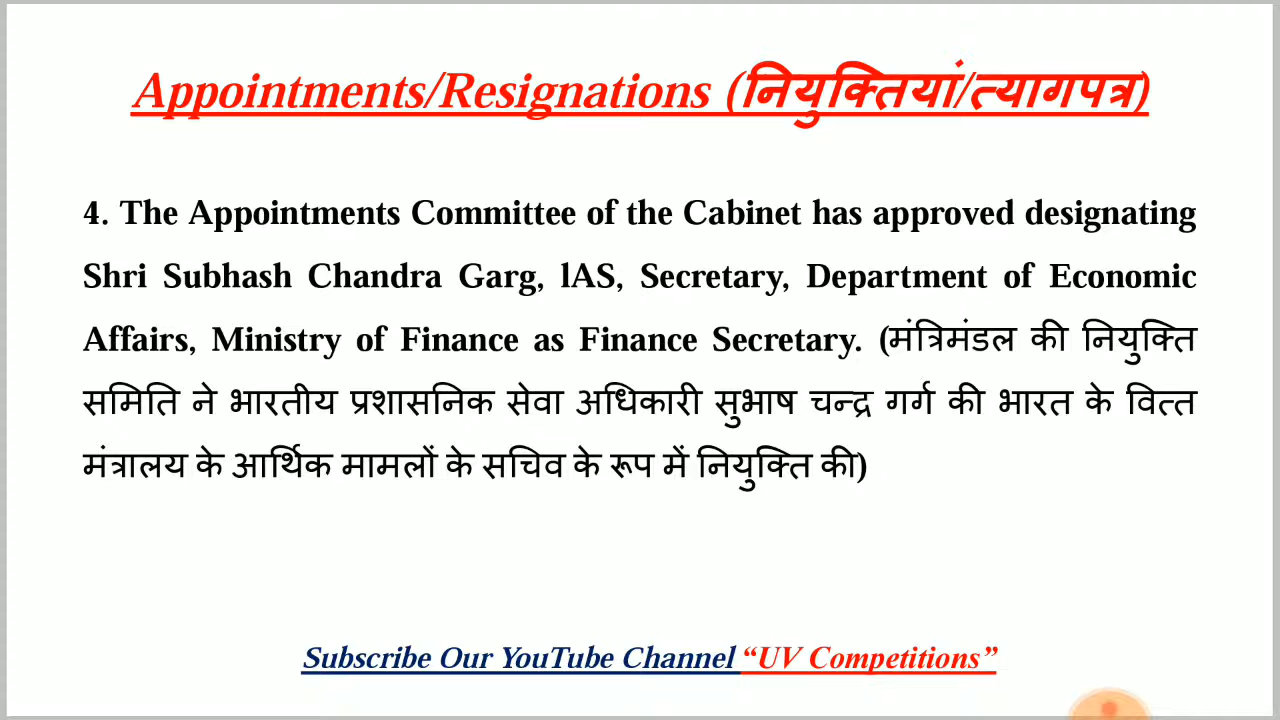 Appointments/Resignations (नियुक्तियां/त्यागपत्र)
4. The Appointments Committee of the Cabinet has approved designating
Shri Subhash Chandra Garg, lAS, Secretary, Department of Economic
Affairs, Ministry of Finance as Finance Secretary. (मंत्रिमंडल की नियुक्ति
समिति ने भारतीय प्रशासनिक सेवा अधिकारी सुभाष चन्द्र गर्ग की भारत के वित्त
मंत्रालय के आर्थिक मामलों के सचिव के रूप में नियुक्ति की)
Subscribe Our YouTube Channel “UV Competitions”